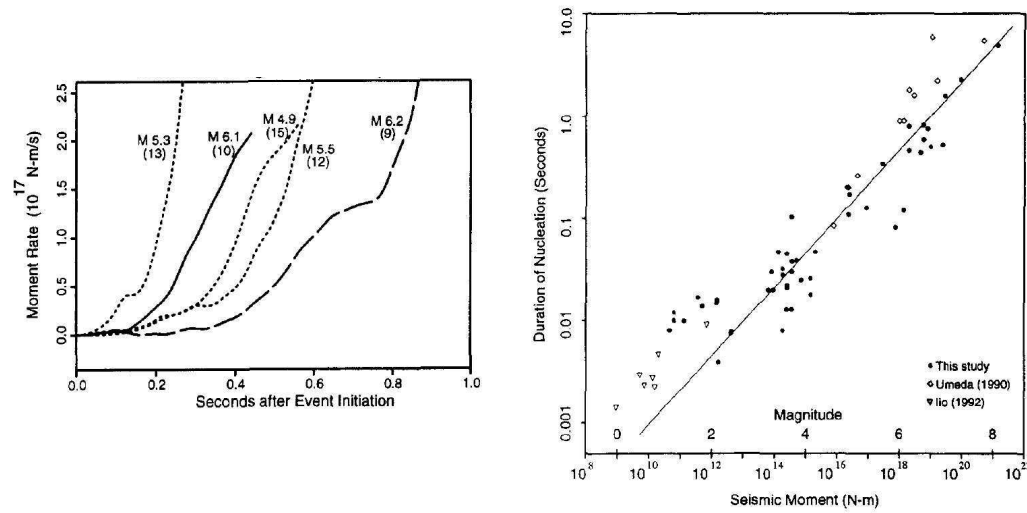 2.5
2.0
1.5
1.0
0.5
0.0
Moment Rate (10^17 N-m/s)
M 5.3
(13)
M 6.1
(10)
M 4.9
(15)
M 5.5
(12)
M 6.2
(9)
0.0 0.2 0.4 0.6 0.8 1.0
Seconds after Event Initiation
10.0
1.0
0.1
0.01
0.001
Duration of Nucleation (Seconds)
This study
Umeda (1990)
Iio (1992)
Magnitude
0 2 4 6 8
10^8 10^10 10^12 10^14 10^16 10^18 10^20 10^2
Seismic Moment (N-m)